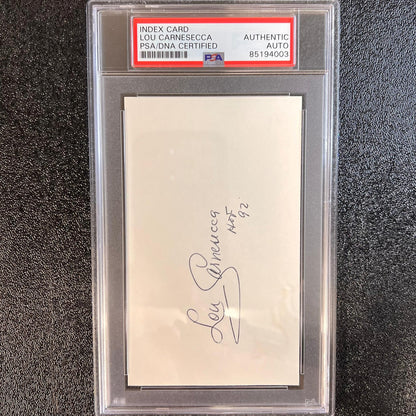 INDEX CARD
LOU CARNESECCA
PSA/DNA CERTIFIED
AUTHENTIC
AUTO
85194003
PSA
Lou Carnesecca
HOF
92